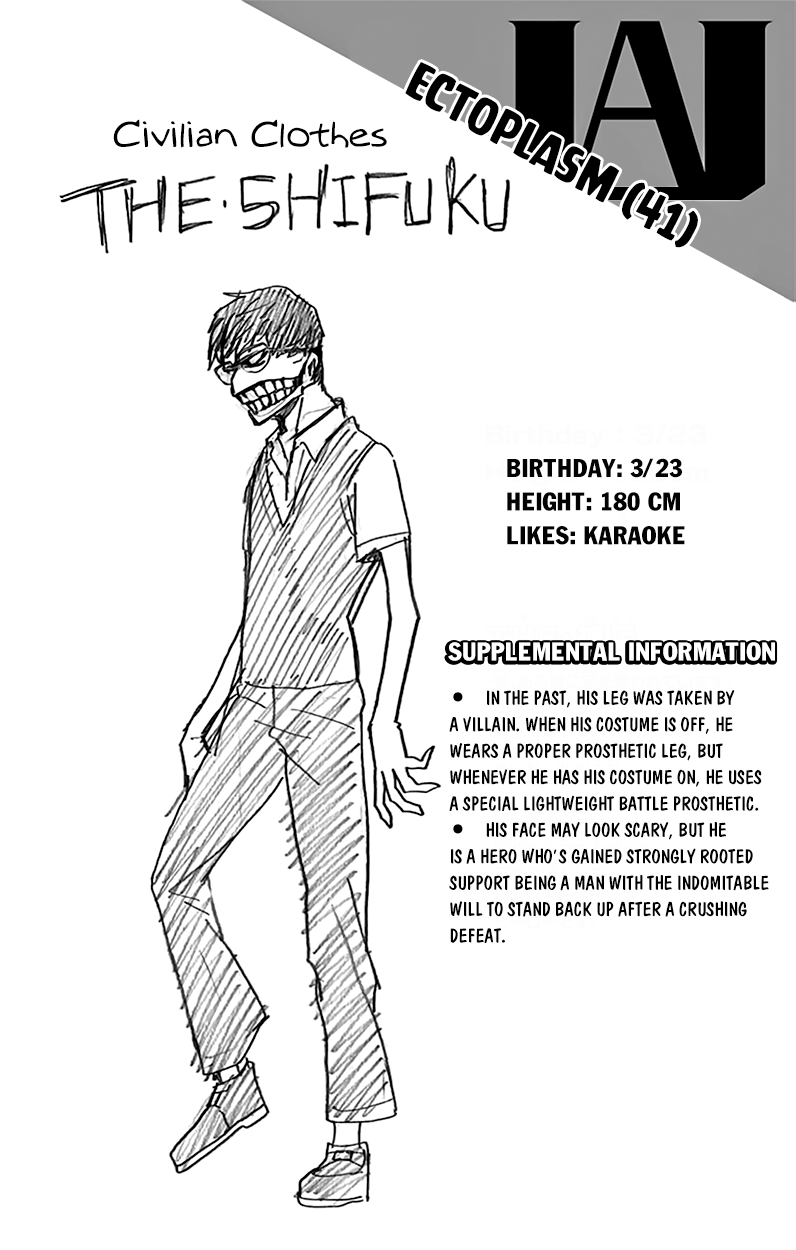 UA
ECTOPLASM (41)
Civilian Clothes
THE·SHIFUKU
BIRTHDAY: 3/23
HEIGHT: 180 CM
LIKES: KARAOKE
SUPPLEMENTAL INFORMATION
• IN THE PAST, HIS LEG WAS TAKEN BY
A VILLAIN. WHEN HIS COSTUME IS OFF, HE
WEARS A PROPER PROSTHETIC LEG, BUT
WHENEVER HE HAS HIS COSTUME ON, HE USES
A SPECIAL LIGHTWEIGHT BATTLE PROSTHETIC.
• HIS FACE MAY LOOK SCARY, BUT HE
IS A HERO WHO'S GAINED STRONGLY ROOTED
SUPPORT BEING A MAN WITH THE INDOMITABLE
WILL TO STAND BACK UP AFTER A CRUSHING
DEFEAT.